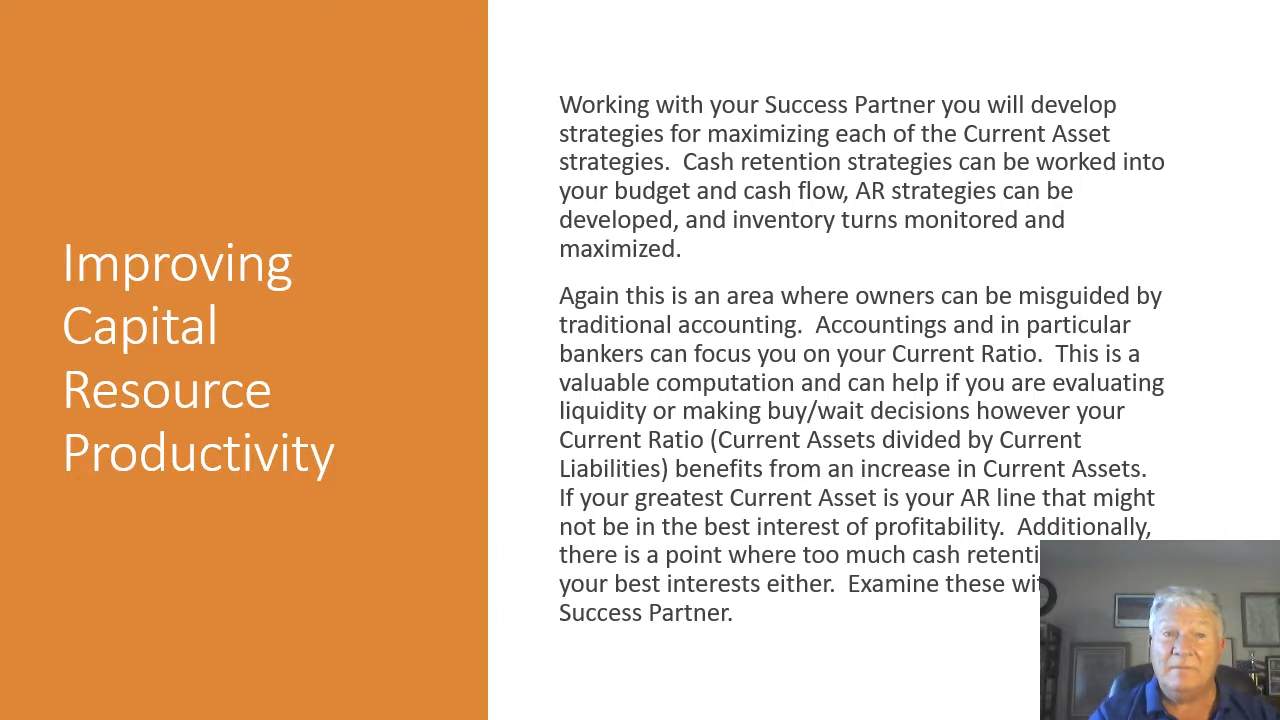 Improving
Capital
Resource
Productivity
Working with your Success Partner you will develop
strategies for maximizing each of the Current Asset
strategies.  Cash retention strategies can be worked into
your budget and cash flow, AR strategies can be
developed, and inventory turns monitored and
maximized.
Again this is an area where owners can be misguided by
traditional accounting.  Accountings and in particular
bankers can focus you on your Current Ratio.  This is a
valuable computation and can help if you are evaluating
liquidity or making buy/wait decisions however your
Current Ratio (Current Assets divided by Current
Liabilities) benefits from an increase in Current Assets.
If your greatest Current Asset is your AR line that might
not be in the best interest of profitability.  Additionally,
there is a point where too much cash
your best interests either.  Examine these
Success Partner.